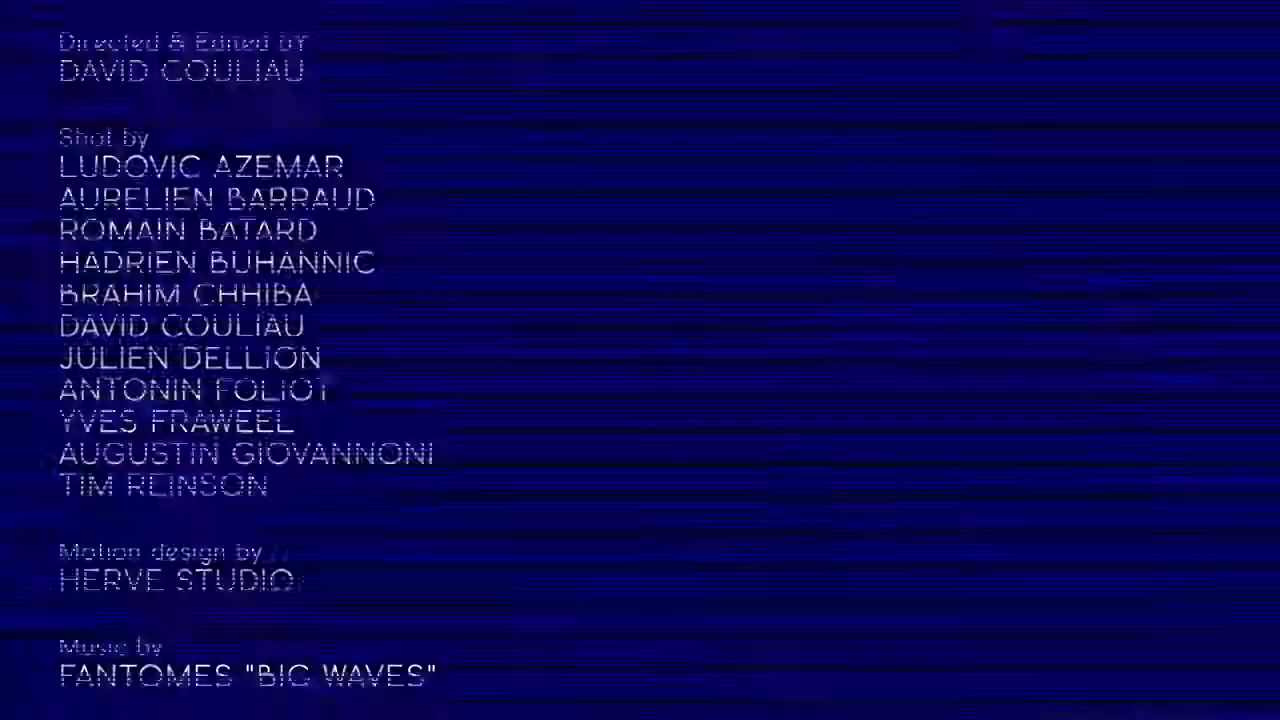 Directed & Edited by
DAVID COULIAU
Shot by
LUDOVIC AZEMAR
AURELIEN BARRAUD
ROMAIN BATARD
HADRIEN BUHANNIC
BRAHIM CHHIBA
DAVID COULIAU
JULIEN DELLION
ANTONIN FOLIOT
YVES FRAWEEL
AUGUSTIN GIOVANNONI
TIM REINSON
Motion design by
HERVE STUDIO
Music by
FANTOMES "BIG WAVES"